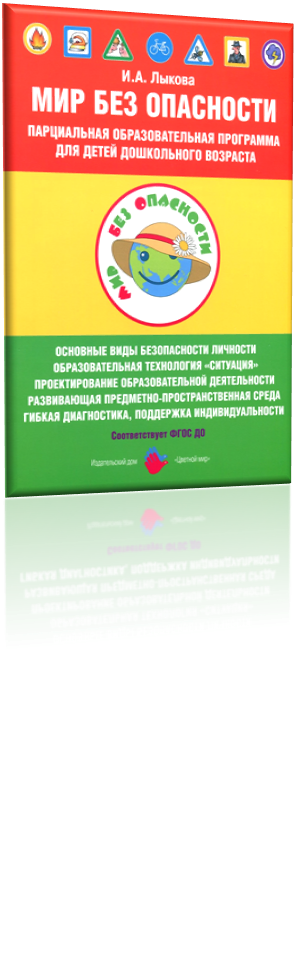 И.А. Лыкова
МИР БЕЗ ОПАСНОСТИ
ПАРЦИАЛЬНАЯ ОБРАЗОВАТЕЛЬНАЯ ПРОГРАММА
ДЛЯ ДЕТЕЙ ДОШКОЛЬНОГО ВОЗРАСТА
МИР БЕЗ ОПАСНОСТИ
ОСНОВНЫЕ ВИДЫ БЕЗОПАСНОСТИ ЛИЧНОСТИ
ОБРАЗОВАТЕЛЬНАЯ ТЕХНОЛОГИЯ «СИТУАЦИЯ»
ПРОЕКТИРОВАНИЕ ОБРАЗОВАТЕЛЬНОЙ ДЕЯТЕЛЬНОСТИ
РАЗВИВАЮЩАЯ ПРЕДМЕТНО-ПРОСТРАНСТВЕННАЯ СРЕДА
ГИБКАЯ ДИАГНОСТИКА, ПОДДЕРЖКА ИНДИВИДУАЛЬНОСТИ
Соответствует ФГОС ДО
Издательский дом «Цветной мир»